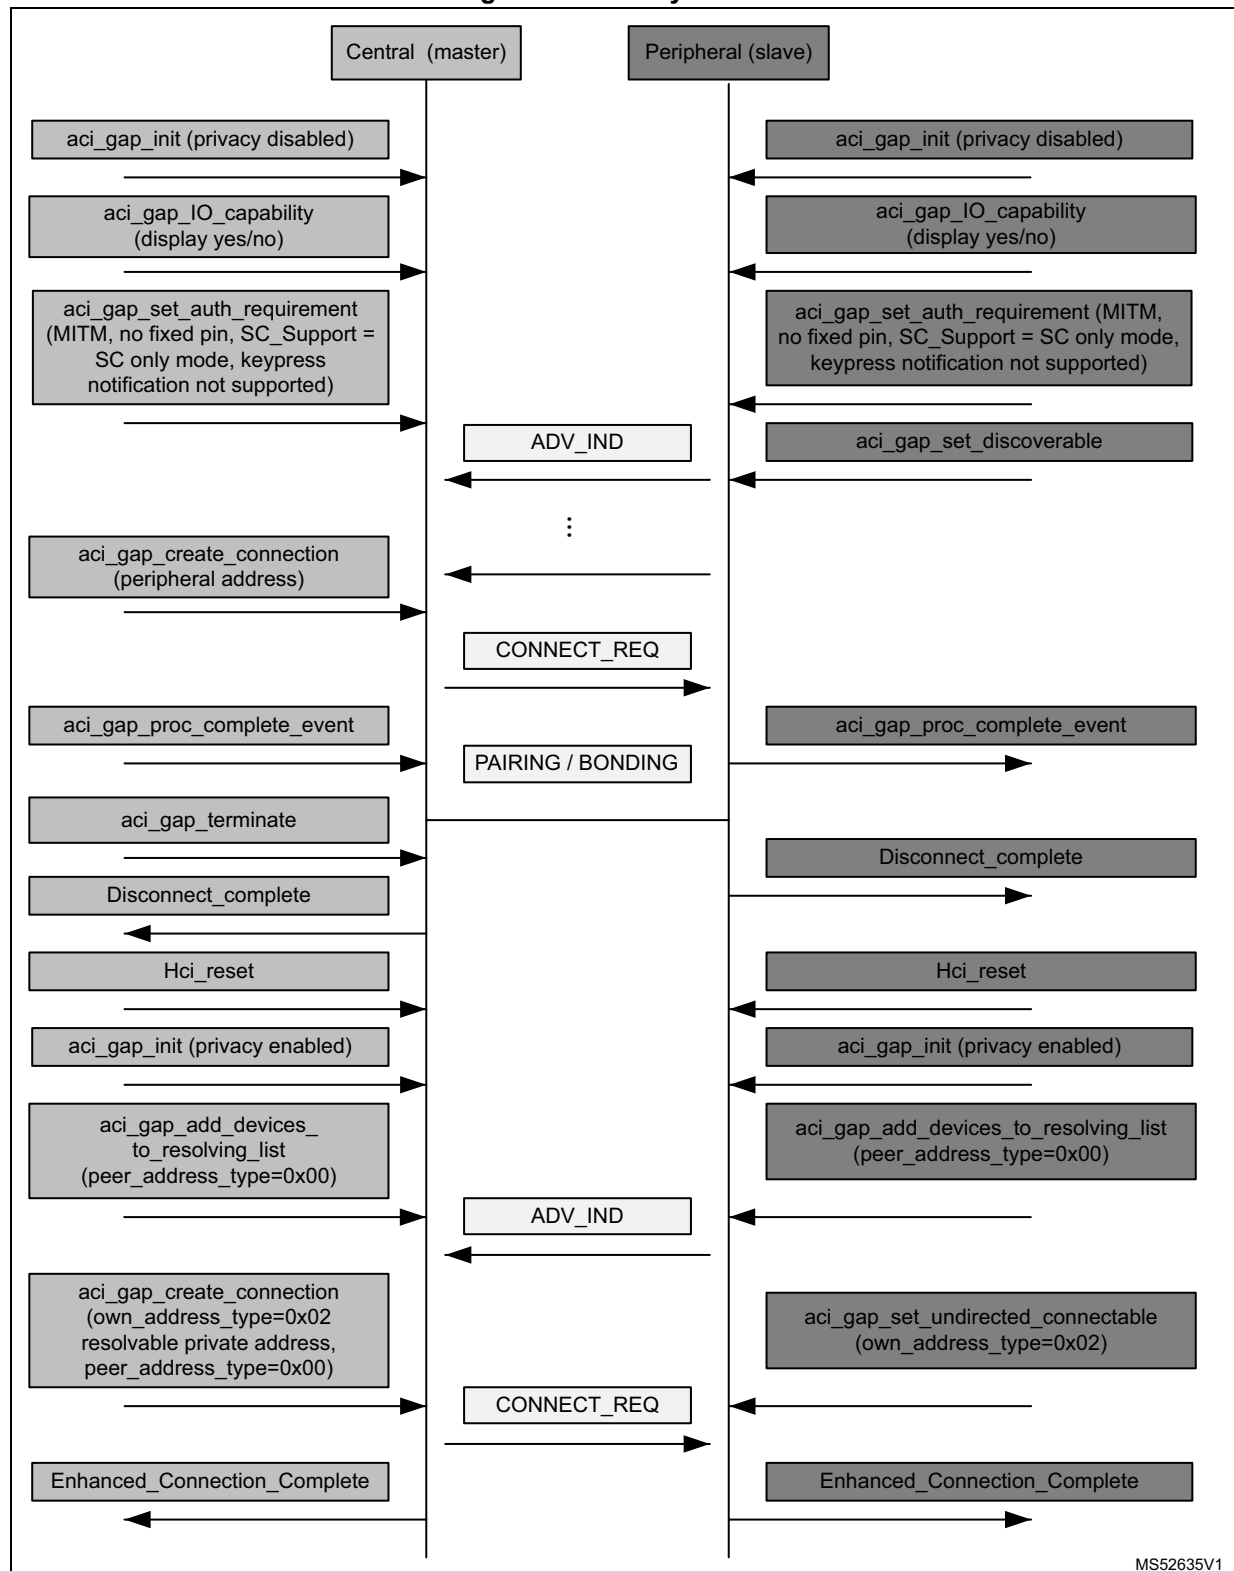 Central (master)
Peripheral (slave)
aci_gap_init (privacy disabled)
aci_gap_init (privacy disabled)
aci_gap_IO_capability
(display yes/no)
aci_gap_IO_capability
(display yes/no)
aci_gap_set_auth_requirement
(MITM, no fixed pin, SC_Support =
SC only mode, keypress
notification not supported)
aci_gap_set_auth_requirement (MITM,
no fixed pin, SC_Support = SC only mode,
keypress notification not supported)
ADV_IND
aci_gap_set_discoverable
...
aci_gap_create_connection
(peripheral address)
CONNECT_REQ
aci_gap_proc_complete_event
PAIRING / BONDING
aci_gap_proc_complete_event
aci_gap_terminate
Disconnect_complete
Disconnect_complete
Hci_reset
Hci_reset
aci_gap_init (privacy enabled)
aci_gap_init (privacy enabled)
aci_gap_add_devices_
to_resolving_list
(peer_address_type=0x00)
aci_gap_add_devices_to_resolving_list
(peer_address_type=0x00)
ADV_IND
aci_gap_create_connection
(own_address_type=0x02
resolvable private address,
peer_address_type=0x00)
aci_gap_set_undirected_connectable
(own_address_type=0x02)
CONNECT_REQ
Enhanced_Connection_Complete
Enhanced_Connection_Complete
MS52635V1